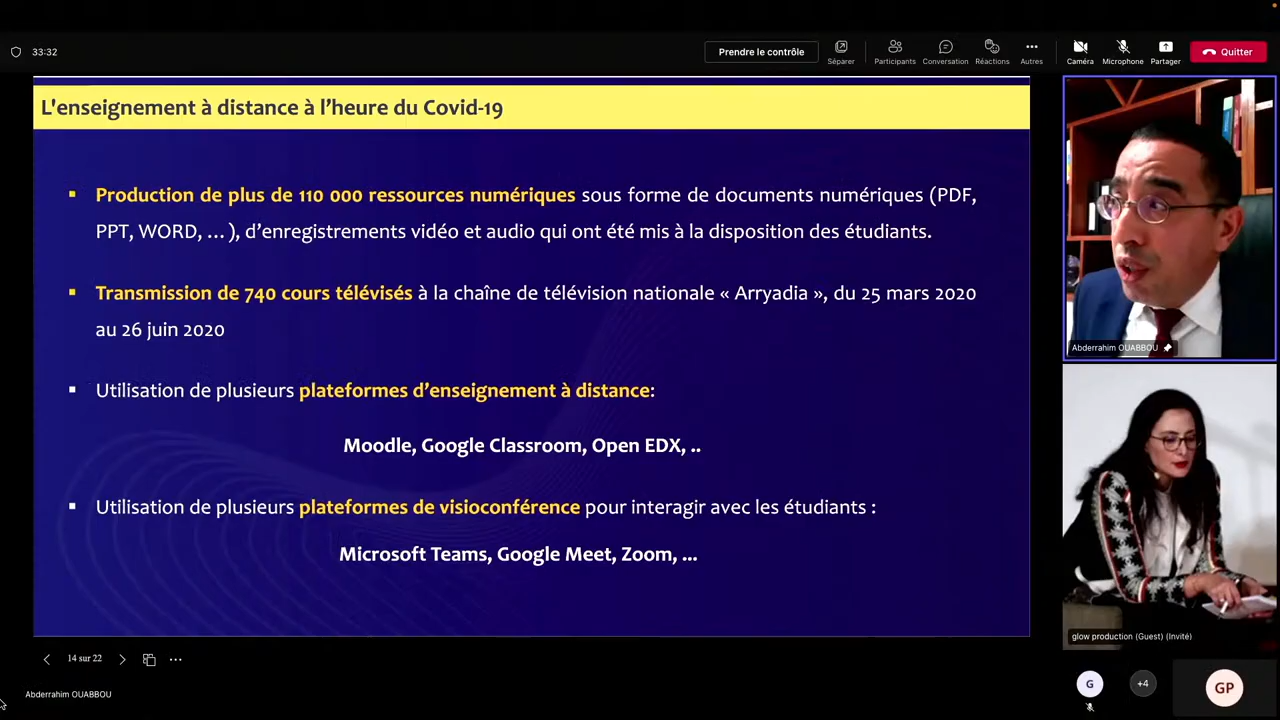 33:32
Prendre le contrôle
Séparer
Participants
Conversation
Réactions
Autres
Caméra
Microphone
Partager
Quitter
L'enseignement à distance à l’heure du Covid-19
Production de plus de 110 000 ressources numériques sous forme de documents numériques (PDF,
PPT, WORD, … ), d’enregistrements vidéo et audio qui ont été mis à la disposition des étudiants.
Transmission de 740 cours télévisés à la chaîne de télévision nationale « Arryadia », du 25 mars 2020
au 26 juin 2020
Utilisation de plusieurs plateformes d’enseignement à distance:
Moodle, Google Classroom, Open EDX, ..
Utilisation de plusieurs plateformes de visioconférence pour interagir avec les étudiants :
Microsoft Teams, Google Meet, Zoom, ...
14 sur 22
Abderrahim OUABBOU
Abderrahim OUABBOU
glow production (Guest) (Invité)
G
+4
GP